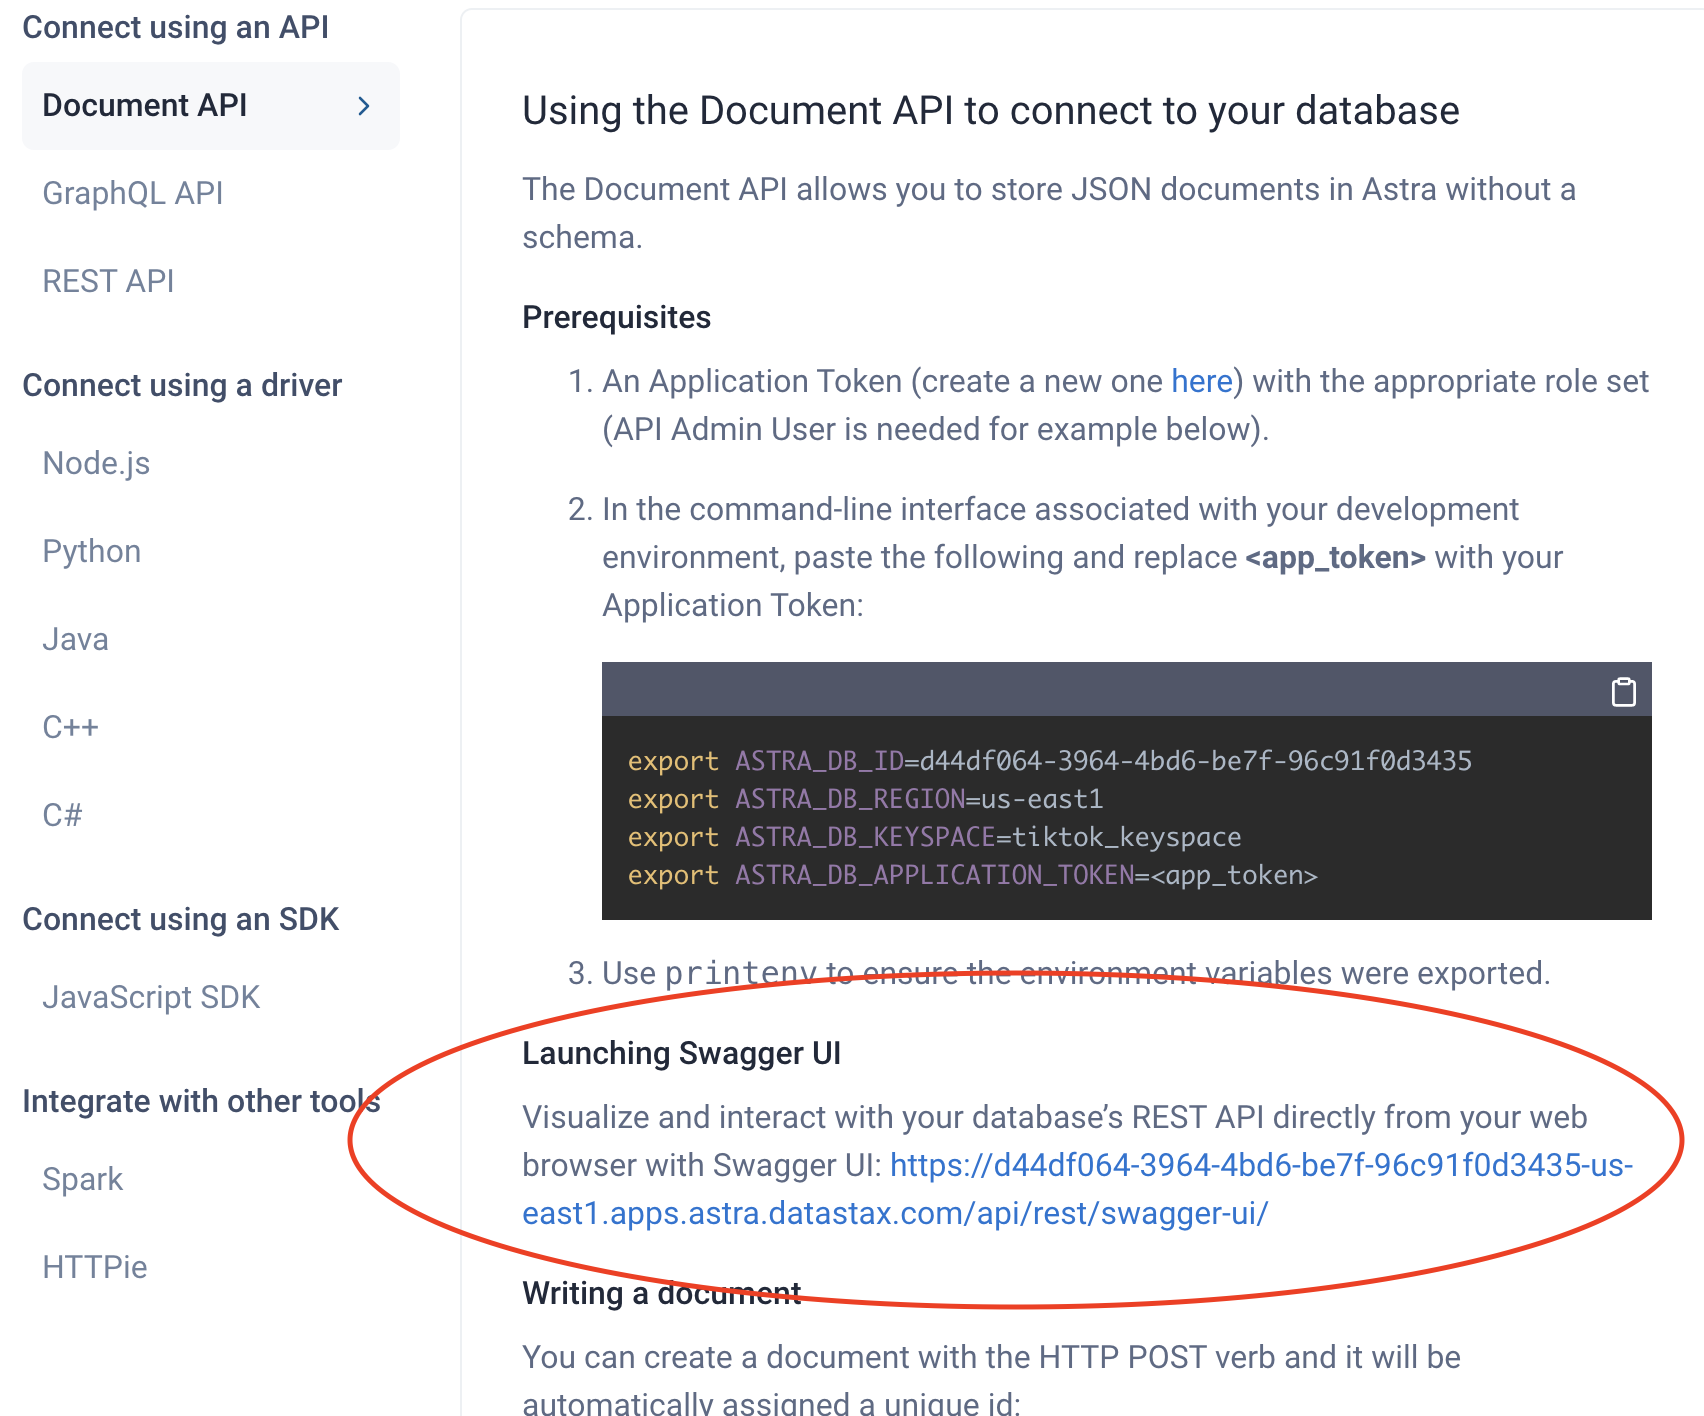 Connect using an API
Document API
GraphQL API
REST API
Connect using a driver
Node.js
Python
Java
C++
C#
Connect using an SDK
JavaScript SDK
Integrate with other tools
Spark
HTTPie
Using the Document API to connect to your database
The Document API allows you to store JSON documents in Astra without a
schema.
Prerequisites
1. An Application Token (create a new one here) with the appropriate role set
(API Admin User is needed for example below).
2. In the command-line interface associated with your development
environment, paste the following and replace <app_token> with your
Application Token:
export ASTRA_DB_ID=d44df064-3964-4bd6-be7f-96c91f0d3435
export ASTRA_DB_REGION=us-east1
export ASTRA_DB_KEYSPACE=tiktok_keyspace
export ASTRA_DB_APPLICATION_TOKEN=<app_token>
3. Use printenv to ensure the environment variables were exported.
Launching Swagger UI
Visualize and interact with your database’s REST API directly from your web
browser with Swagger UI: https://d44df064-3964-4bd6-be7f-96c91f0d3435-us-
east1.apps.astra.datastax.com/api/rest/swagger-ui/
Writing a document
You can create a document with the HTTP POST verb and it will be
automatically assigned a unique id: